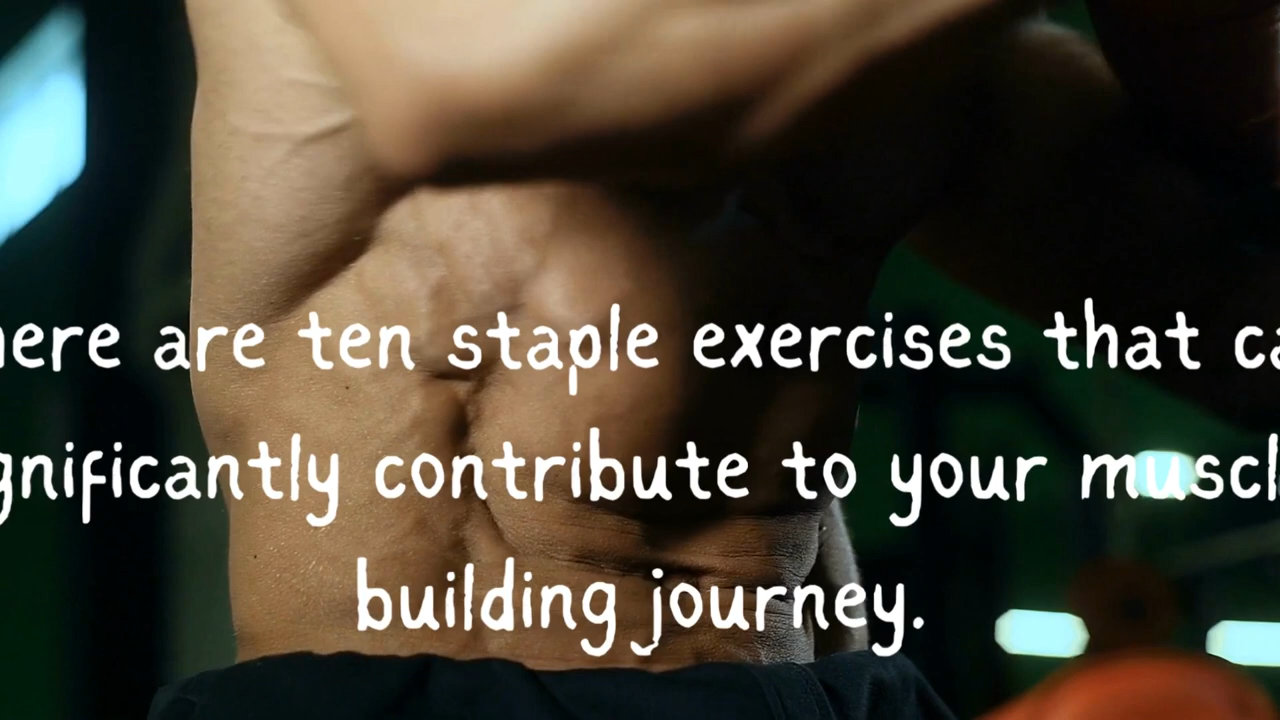 here are ten staple exercises that ca
gnificantly contribute to your muscl
building journey.